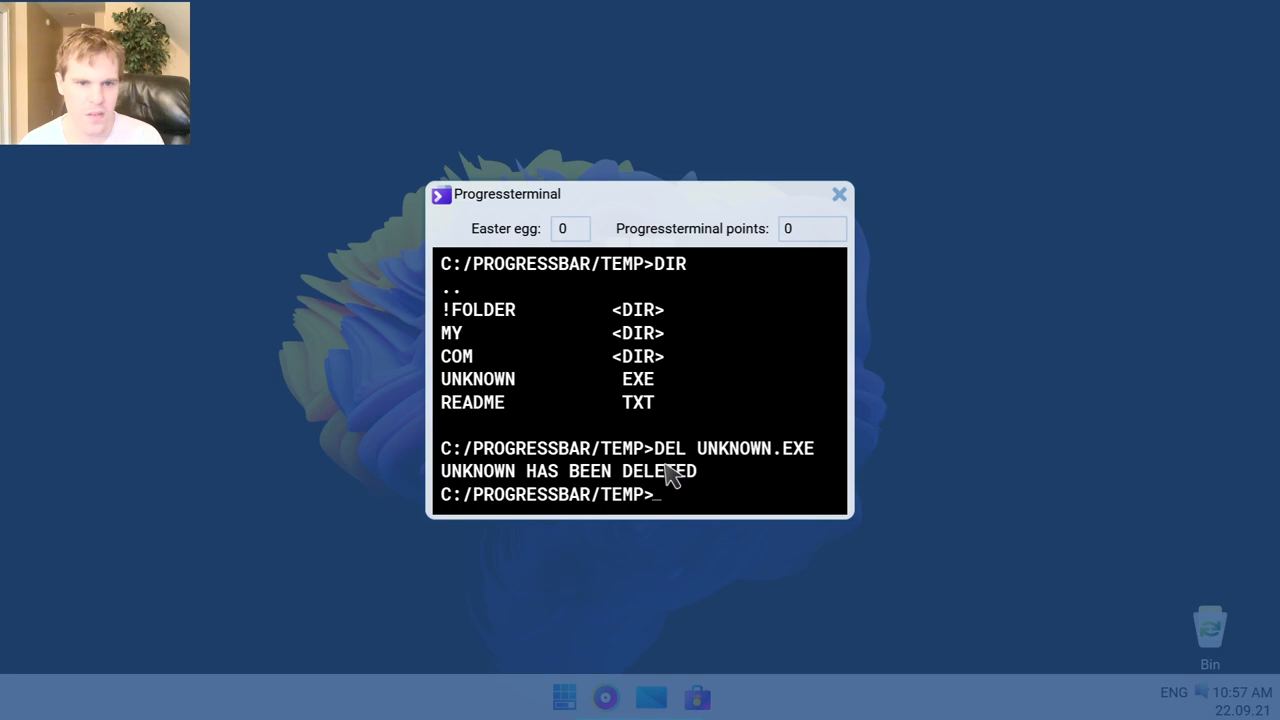 Progressterminal
Easter egg: 0 Progressterminal points: 0
C:/PROGRESSBAR/TEMP>DIR
..
!FOLDER <DIR>
MY <DIR>
COM <DIR>
UNKNOWN EXE
README TXT
C:/PROGRESSBAR/TEMP>DEL UNKNOWN.EXE
UNKNOWN HAS BEEN DELETED
C:/PROGRESSBAR/TEMP>_
Bin
ENG 10:57 AM
22.09.21